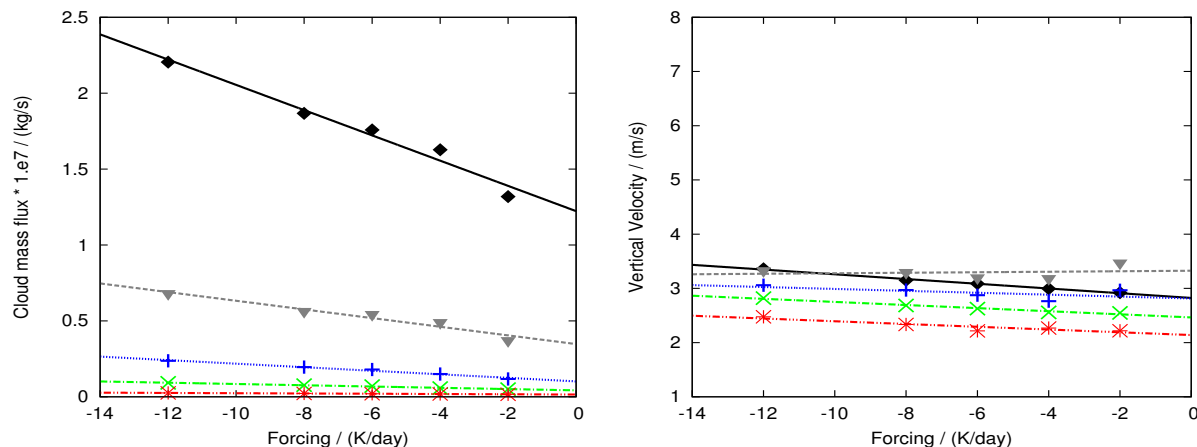 2.5
2
1.5
1
0.5
0
-14 -12 -10 -8 -6 -4 -2 0
Cloud mass flux * 1.e7 / (kg/s)
Forcing / (K/day)
8
7
6
5
4
3
2
1
-14 -12 -10 -8 -6 -4 -2 0
Vertical Velocity / (m/s)
Forcing / (K/day)